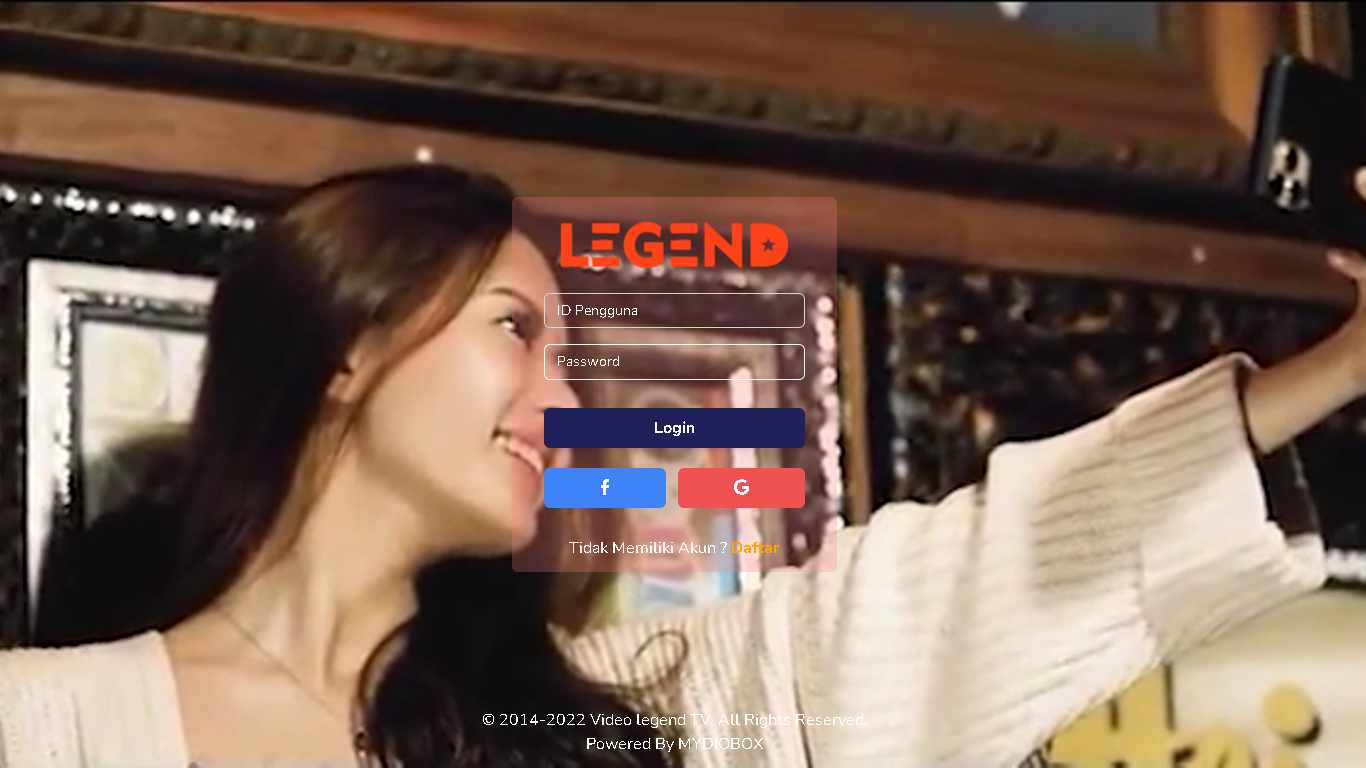 LEGEND
ID Pengguna
Password
Login
f G
Tidak Memiliki Akun ? Daftar
© 2014-2022 Video legend TV. All Rights Reserved.
Powered By MYDIOBOX